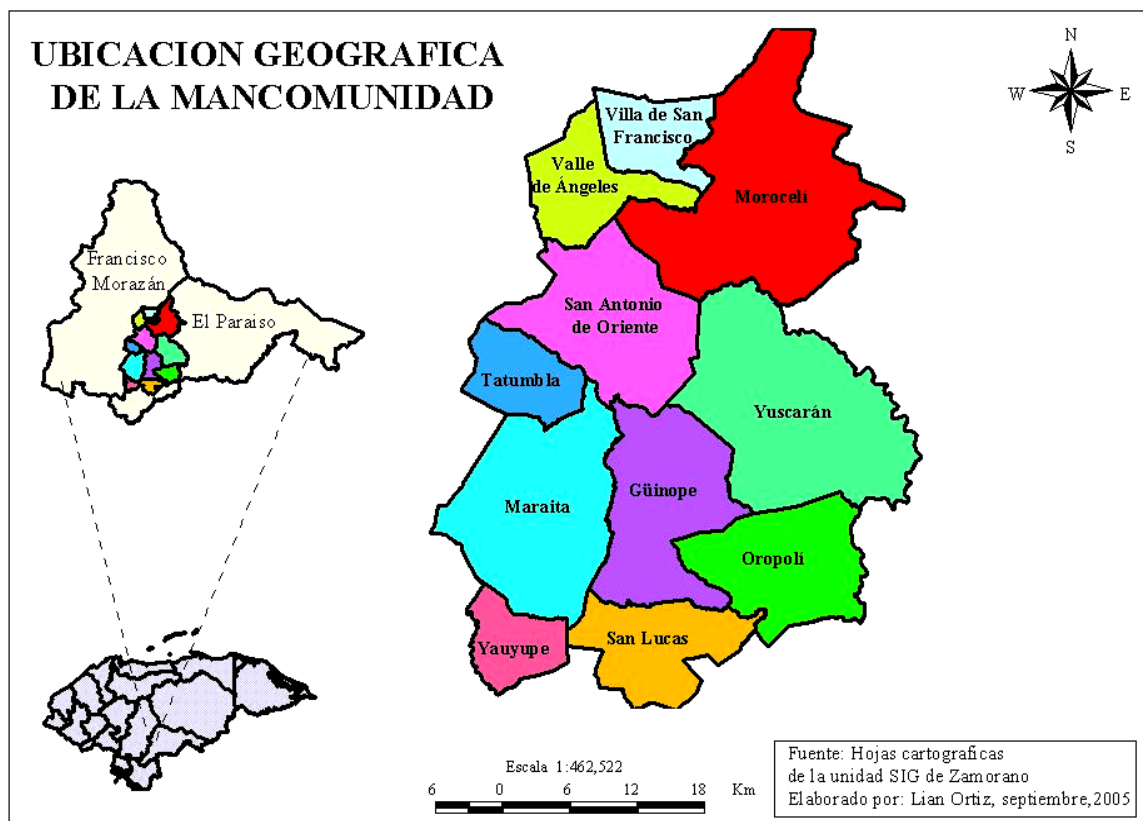 UBICACION GEOGRAFICA
DE LA MANCOMUNIDAD
N
W
E
S
Villa de San
Francisco
Valle
de Ángeles
Morocelí
Francisco
Morazán
El Paraiso
San Antonio
de Oriente
Tatumbla
Yuscarán
Maraita
Güinope
Oropolí
Yauyupe
San Lucas
Escala 1:462,522
6 0 6 12 18 Km
Fuente: Hojas cartograficas
de la unidad SIG de Zamorano
Elaborado por: Lian Ortiz, septiembre,2005